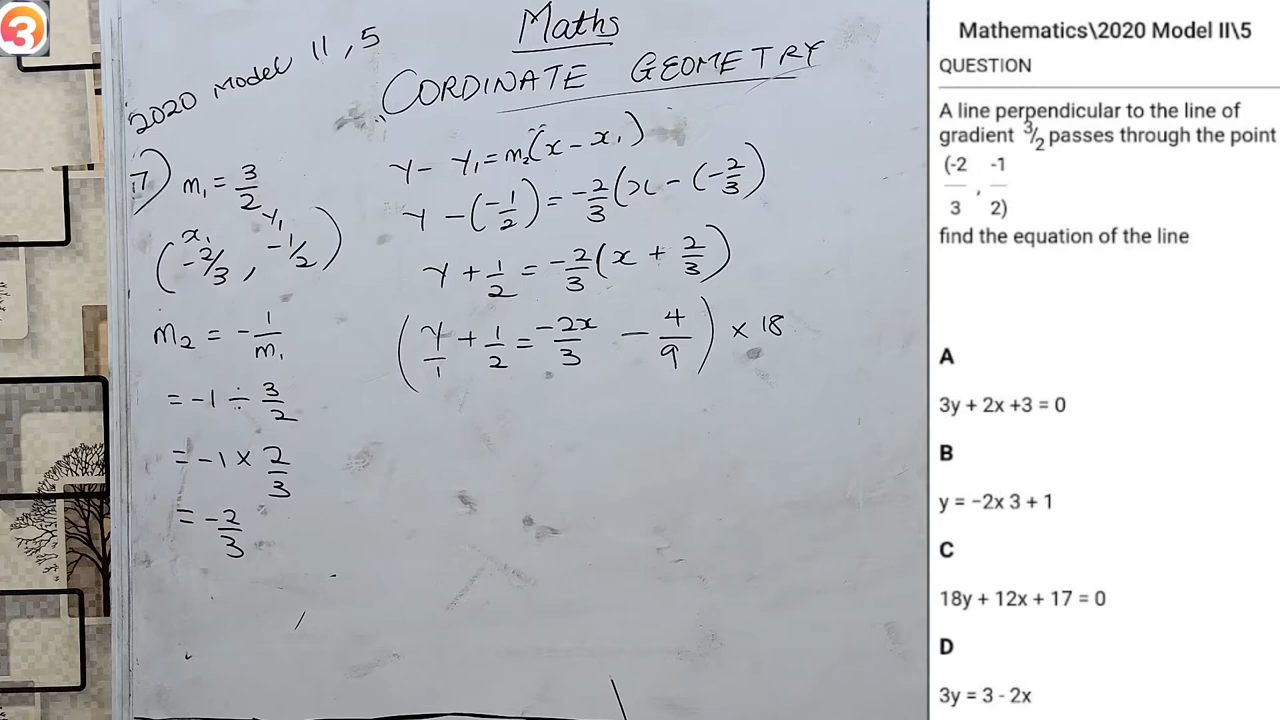 3
2020 Model II, 5
Maths
CORDINATE GEOMETRY
7)
m₁ = 3/2
x₁ y₁
(-2/3, -1/2)
m₂ = -1/m₁
= -1 ÷ 3/2
= -1 × 2/3
= -2/3
y - y₁ = m₂(x - x₁)
y - (-1/2) = -2/3(x - (-2/3)
y + 1/2 = -2/3(x + 2/3)
(y/1 + 1/2 = -2x/3 - 4/9) × 18
Mathematics\2020 Model II\5
QUESTION
A line perpendicular to the line of
gradient 3/2 passes through the point
(-2 -1
,
3 2)
find the equation of the line
A
3y + 2x +3 = 0
B
y = −2x 3 + 1
C
18y + 12x + 17 = 0
D
3y = 3 - 2x